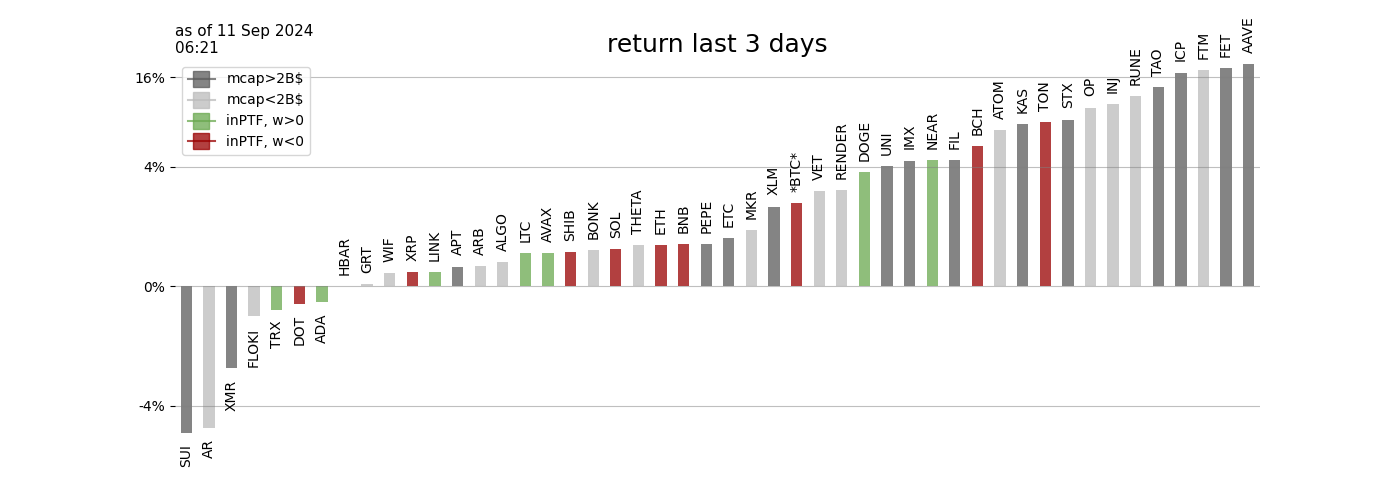 as of 11 Sep 2024
06:21
return last 3 days
mcap>2B$
mcap<2B$
inPTF, w>0
inPTF, w<0
16%
4%
0%
-4%
SUI
AR
XMR
FLOKI
TRX
DOT
ADA
HBAR
GRT
WIF
XRP
LINK
APT
ARB
ALGO
LTC
AVAX
SHIB
BONK
SOL
THETA
ETH
BNB
PEPE
ETC
MKR
XLM
*BTC*
VET
RENDER
DOGE
UNI
IMX
NEAR
FIL
BCH
ATOM
KAS
TON
STX
OP
INJ
RUNE
TAO
ICP
FTM
FET
AAVE